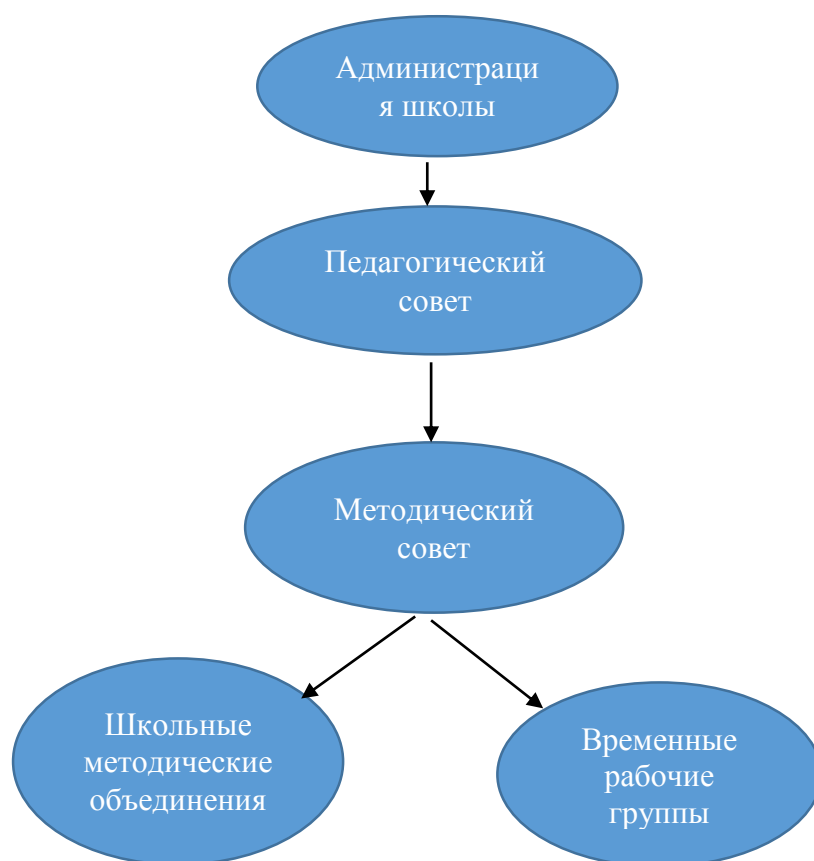 Администраци
я школы
Педагогический
совет
Методический
совет
Школьные
методические
объединения
Временные
рабочие
группы